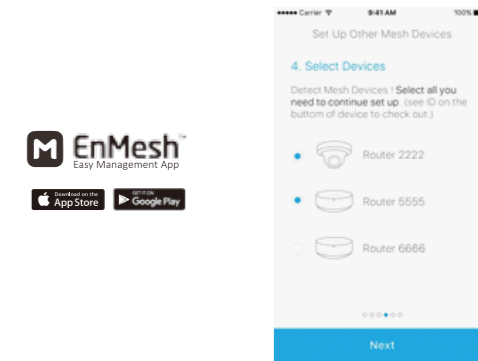 M EnMesh™
Easy Management App
Download on the
App Store
GET IT ON
Google Play
Carrier 9:41 AM 100%
Set Up Other Mesh Devices
4. Select Devices
Detect Mesh Devices ! Select all you
need to continue set up. (see ID on the
buttom of device to check out.)
Router 2222
Router 5555
Router 6666
Next